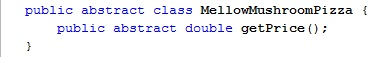 public abstract class MellowMushroomPizza {
    public abstract double getPrice();
}